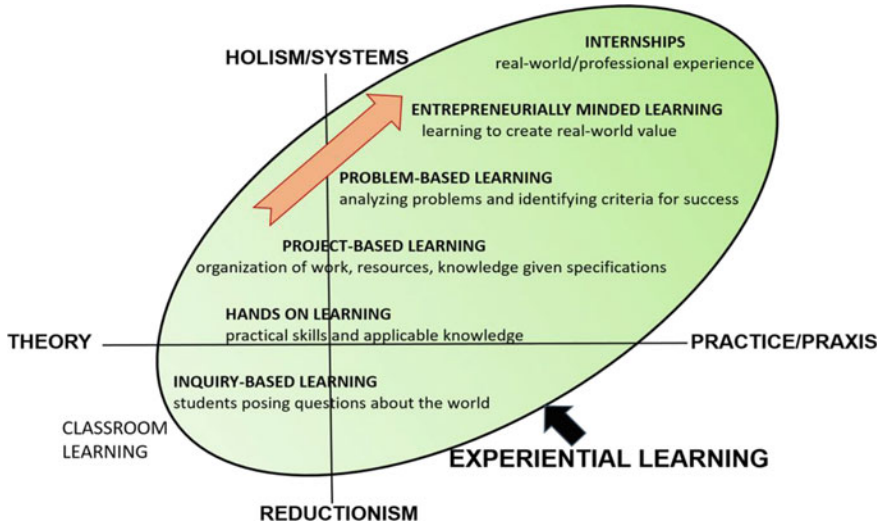 INTERNSHIPS
real-world/professional experience
HOLISM/SYSTEMS
ENTREPRENEURIALLY MINDED LEARNING
learning to create real-world value
PROBLEM-BASED LEARNING
analyzing problems and identifying criteria for success
PROJECT-BASED LEARNING
organization of work, resources, knowledge given specifications
HANDS ON LEARNING
practical skills and applicable knowledge
THEORY
PRACTICE/PRAXIS
INQUIRY-BASED LEARNING
students posing questions about the world
CLASSROOM
LEARNING
EXPERIENTIAL LEARNING
REDUCTIONISM